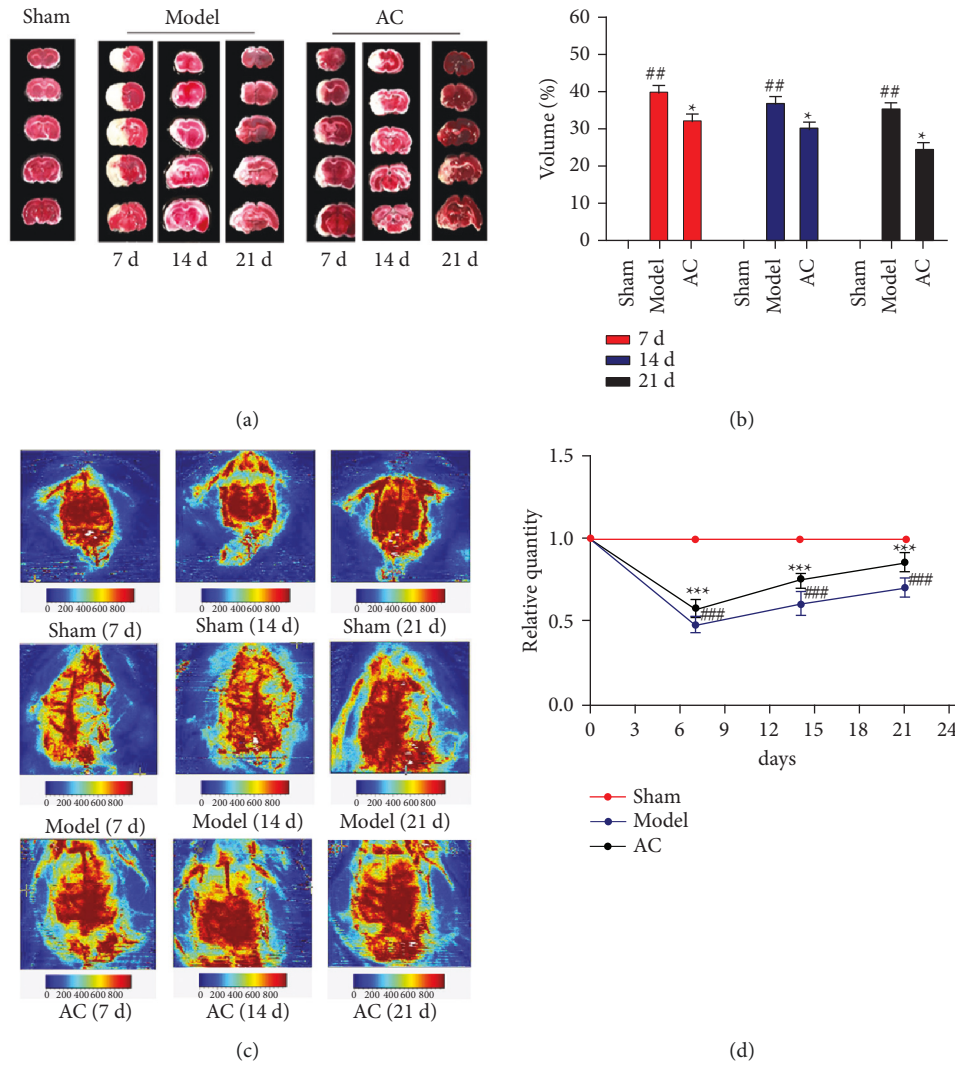 Sham Model AC
7 d 14 d 21 d 7 d 14 d 21 d
(a)
Volume (%)
60
50
40
30
20
10
0
## * ## * ## *
Sham Model AC Sham Model AC Sham Model AC
7 d
14 d
21 d
(b)
0 200 400 600 800 0 200 400 600 800 0 200 400 600 800
Sham (7 d) Sham (14 d) Sham (21 d)
0 200 400 600 800 0 200 400 600 800 0 200 400 600 800
Model (7 d) Model (14 d) Model (21 d)
0 200 400 600 800 0 200 400 600 800 0 200 400 600 800
AC (7 d) AC (14 d) AC (21 d)
(c)
Relative quantity
1.5
1.0
0.5
0.0
*** *** ***
### ### ###
0 3 6 9 12 15 18 21 24
days
Sham
Model
AC
(d)